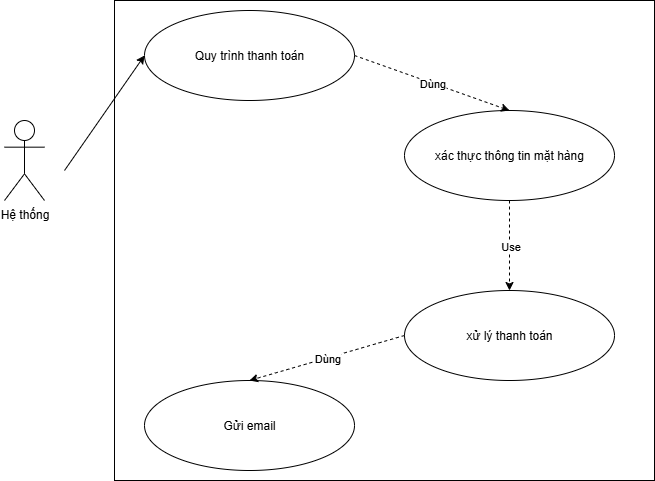 Quy trình thanh toán
Dùng
xác thực thông tin mặt hàng
Hệ thống
Use
xử lý thanh toán
Dùng
Gửi email